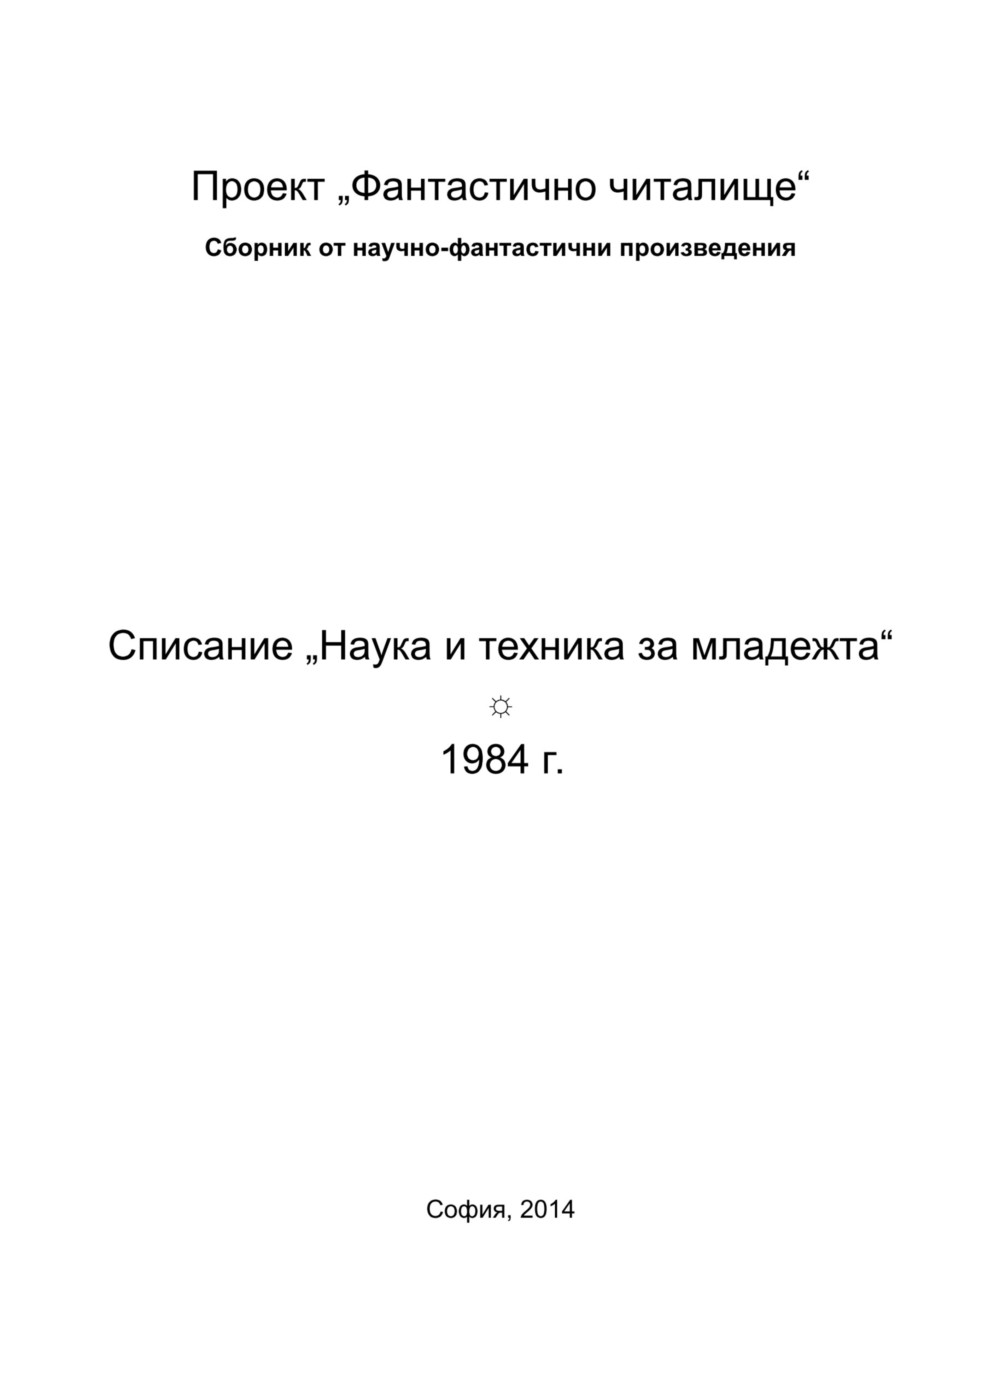 Проект „Фантастично читалище“
Сборник от научно-фантастични произведения
Списание „Наука и техника за младежта“
☼
1984 г.
София, 2014